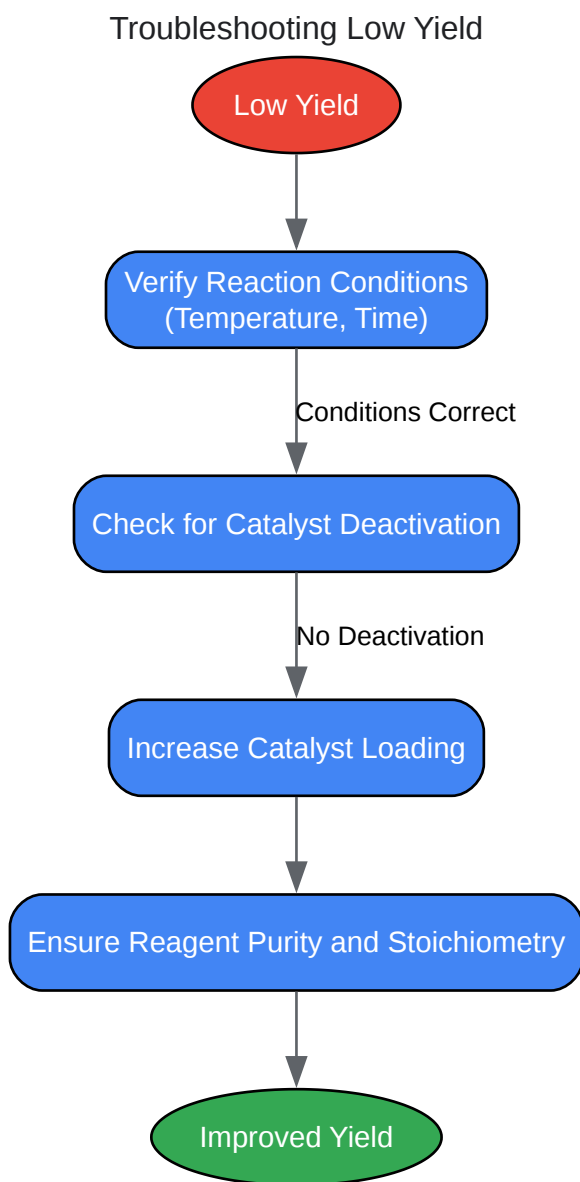 Troubleshooting Low Yield
Low Yield
Verify Reaction Conditions
(Temperature, Time)
Conditions Correct
Check for Catalyst Deactivation
No Deactivation
Increase Catalyst Loading
Ensure Reagent Purity and Stoichiometry
Improved Yield